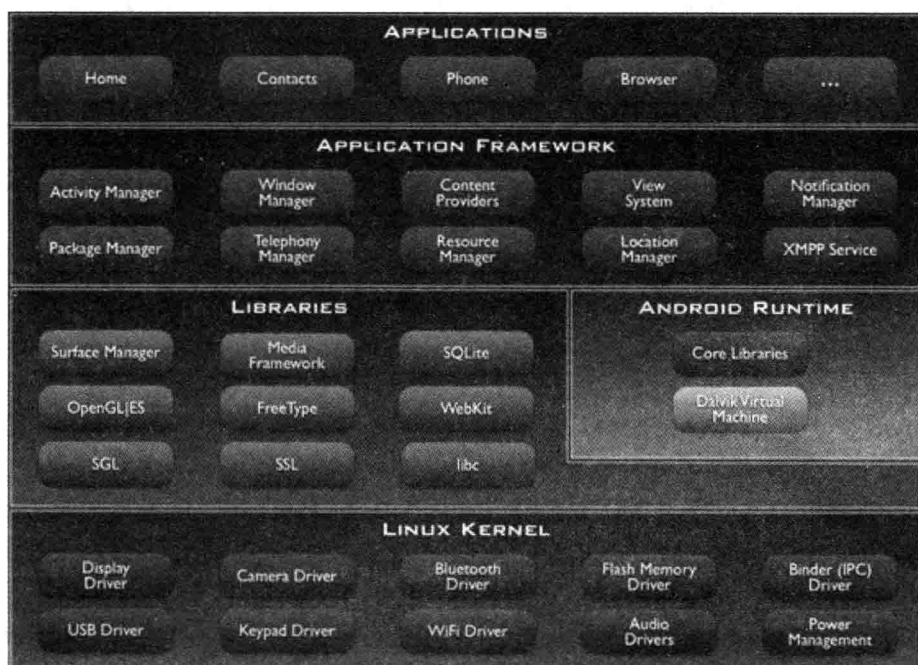 APPLICATIONS
Home
Contacts
Phone
Browser
...
APPLICATION FRAMEWORK
Activity Manager
Window
Manager
Content
Providers
View
System
Notification
Manager
Package Manager
Telephony
Manager
Resource
Manager
Location
Manager
XMPP Service
LIBRARIES
Surface Manager
Media
Framework
SQLite
OpenGL|ES
FreeType
WebKit
SGL
SSL
libc
ANDROID RUNTIME
Core Libraries
Dalvik Virtual
Machine
LINUX KERNEL
Display
Driver
Camera Driver
Bluetooth
Driver
Flash Memory
Driver
Binder (IPC)
Driver
USB Driver
Keypad Driver
WiFi Driver
Audio
Drivers
Power
Management